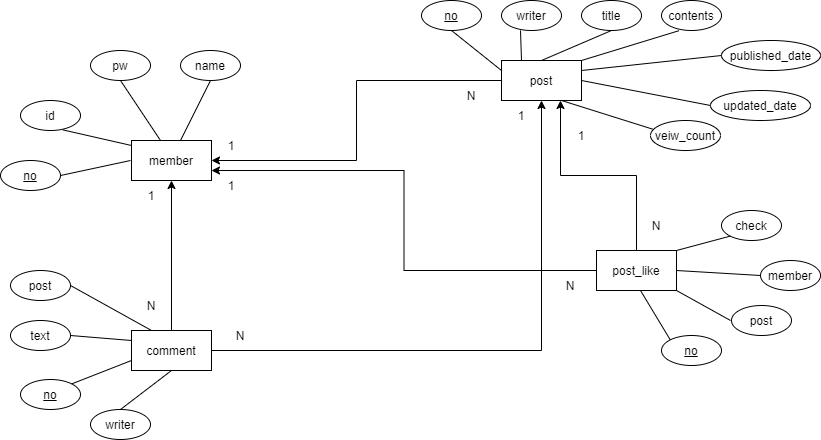 no
writer
title
contents
pw
name
published_date
post
id
N
updated_date
1
1
veiw_count
1
member
no
1
1
check
N
post_like
member
post
N
N
post
text
N
comment
no
no
writer